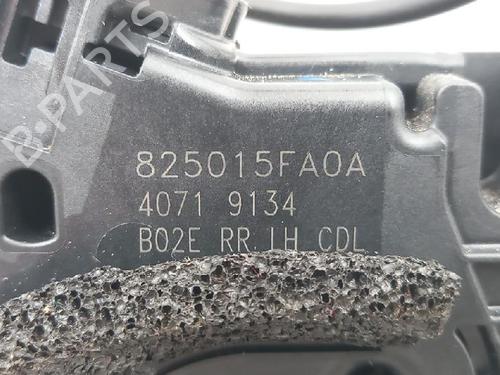 B-PARTS
825015FA0A
4071 9134
B02E RR LH CDL